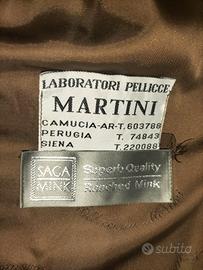 LABORATORI PELLICCE
MARTINI
CAMUCIA-AR-T.603788
PERUGIA T. 74843
SIENA T. 220088
SAGA
MINK
Superb Quality
Ranched Mink
subito